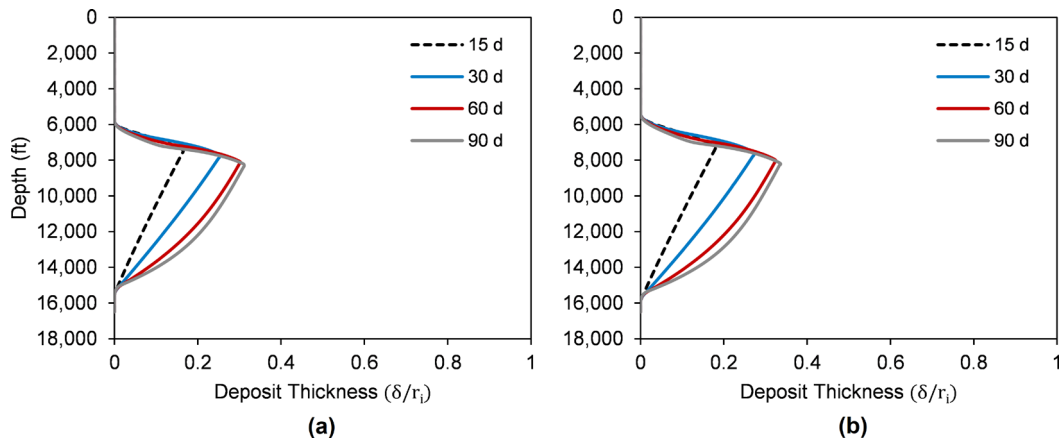 0
2,000
4,000
6,000
8,000
10,000
12,000
14,000
16,000
18,000
Depth (ft)
15 d
30 d
60 d
90 d
0 0.2 0.4 0.6 0.8 1
Deposit Thickness (δ/rᵢ)
(a)
0
2,000
4,000
6,000
8,000
10,000
12,000
14,000
16,000
18,000
15 d
30 d
60 d
90 d
0 0.2 0.4 0.6 0.8 1
Deposit Thickness (δ/rᵢ)
(b)